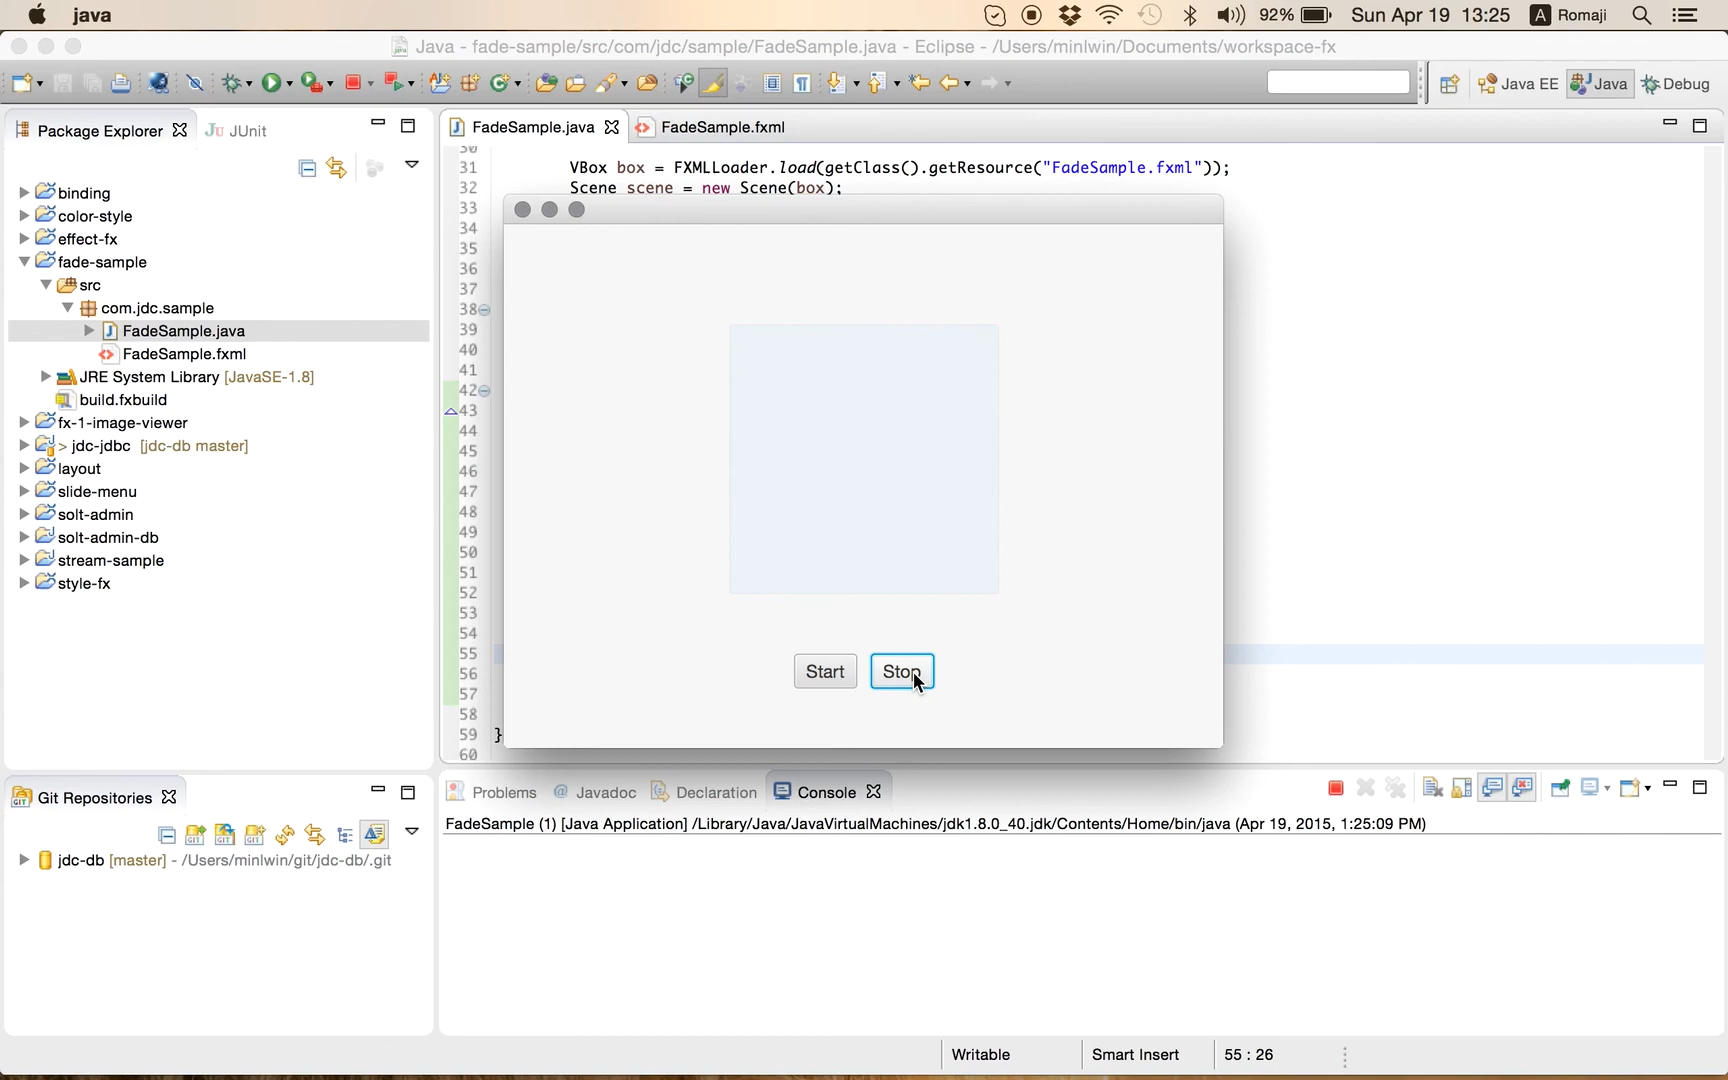 java 92% Sun Apr 19 13:25 A Romaji
Java - fade-sample/src/com/jdc/sample/FadeSample.java - Eclipse - /Users/minlwin/Documents/workspace-fx
Java EE Java Debug
Package Explorer JUnit
binding
color-style
effect-fx
fade-sample
src
com.jdc.sample
FadeSample.java
FadeSample.fxml
JRE System Library [JavaSE-1.8]
build.fxbuild
fx-1-image-viewer
> jdc-jdbc [jdc-db master]
layout
slide-menu
solt-admin
solt-admin-db
stream-sample
style-fx
FadeSample.java FadeSample.fxml
30
31 VBox box = FXMLLoader.load(getClass().getResource("FadeSample.fxml"));
32 Scene scene = new Scene(box);
33
34
35
36
37
38
39
40
41
42
43
44
45
46
47
48
49
50
51
52
53
54
55
56
57
58
59 }
60
Start Stop
Git Repositories
jdc-db [master] - /Users/minlwin/git/jdc-db/.git
Problems @ Javadoc Declaration Console
FadeSample (1) [Java Application] /Library/Java/JavaVirtualMachines/jdk1.8.0_40.jdk/Contents/Home/bin/java (Apr 19, 2015, 1:25:09 PM)
Writable Smart Insert 55 : 26